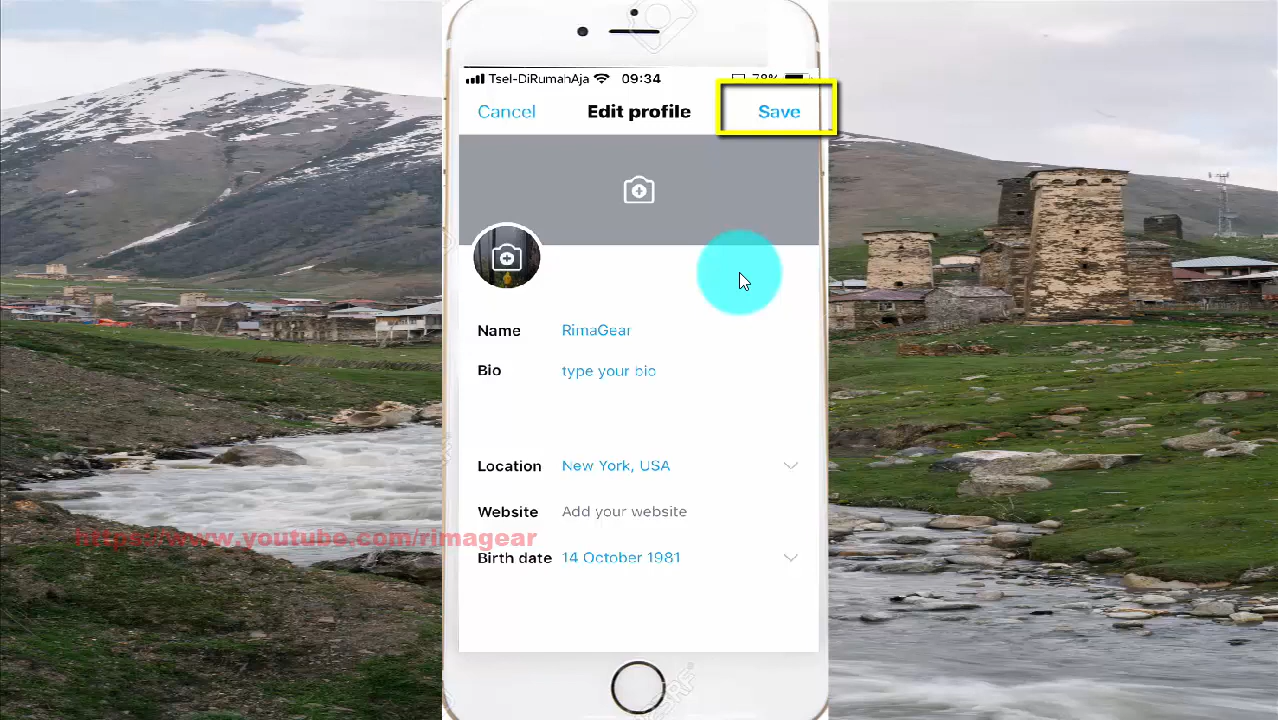 Tsel-DiRumahAja 09:34 78%
Cancel Edit profile Save
Name RimaGear
Bio type your bio
Location New York, USA
Website Add your website
https://www.youtube.com/rimagear
Birth date 14 October 1981